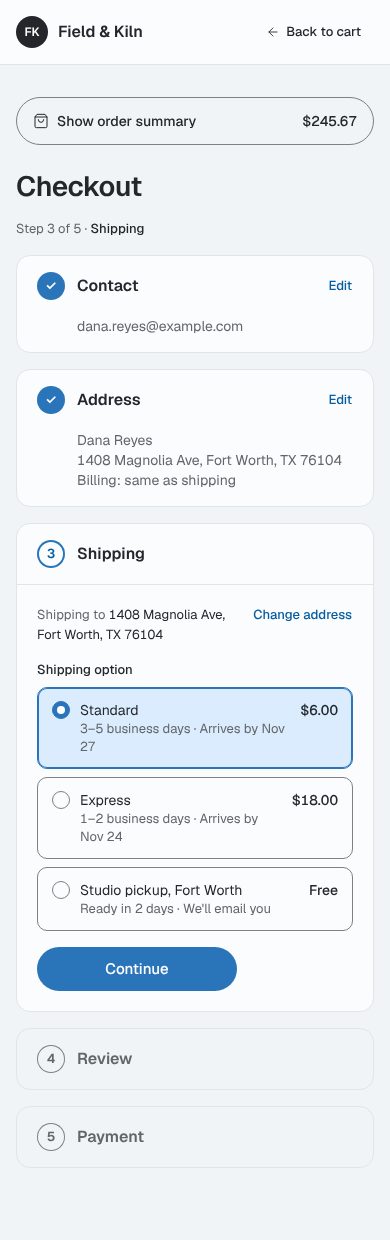 FK Field & Kiln
Back to cart
Show order summary $245.67
Checkout
Step 3 of 5 · Shipping
Contact Edit
dana.reyes@example.com
Address Edit
Dana Reyes
1408 Magnolia Ave, Fort Worth, TX 76104
Billing: same as shipping
3 Shipping
Shipping to 1408 Magnolia Ave, Change address
Fort Worth, TX 76104
Shipping option
Standard $6.00
3–5 business days · Arrives by Nov
27
Express $18.00
1–2 business days · Arrives by
Nov 24
Studio pickup, Fort Worth Free
Ready in 2 days · We'll email you
Continue
4 Review
5 Payment